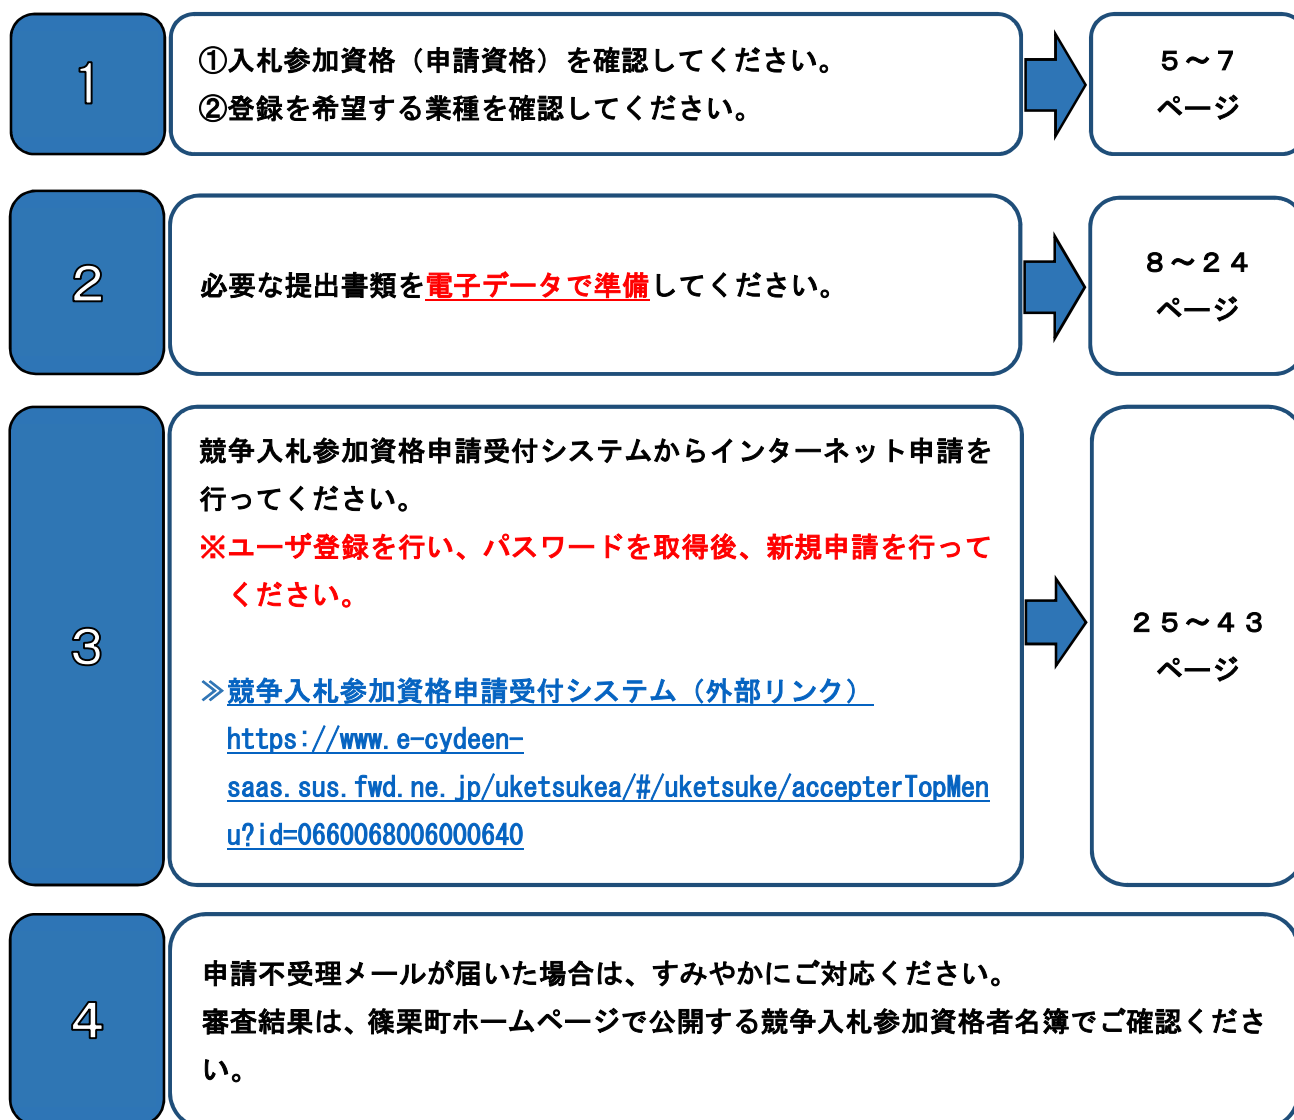 1
①入札参加資格（申請資格）を確認してください。
②登録を希望する業種を確認してください。
５～７
ページ
2
必要な提出書類を電子データで準備してください。
８～２４
ページ
3
競争入札参加資格申請受付システムからインターネット申請を
行ってください。
※ユーザ登録を行い、パスワードを取得後、新規申請を行って
ください。
≫競争入札参加資格申請受付システム（外部リンク）
https://www.e-cydeen-
saas.sus.fwd.ne.jp/uketsukea/#/uketsuke/accepterTopMen
u?id=0660068006000640
２５～４３
ページ
4
申請不受理メールが届いた場合は、すみやかにご対応ください。
審査結果は、篠栗町ホームページで公開する競争入札参加資格者名簿でご確認くださ
い。